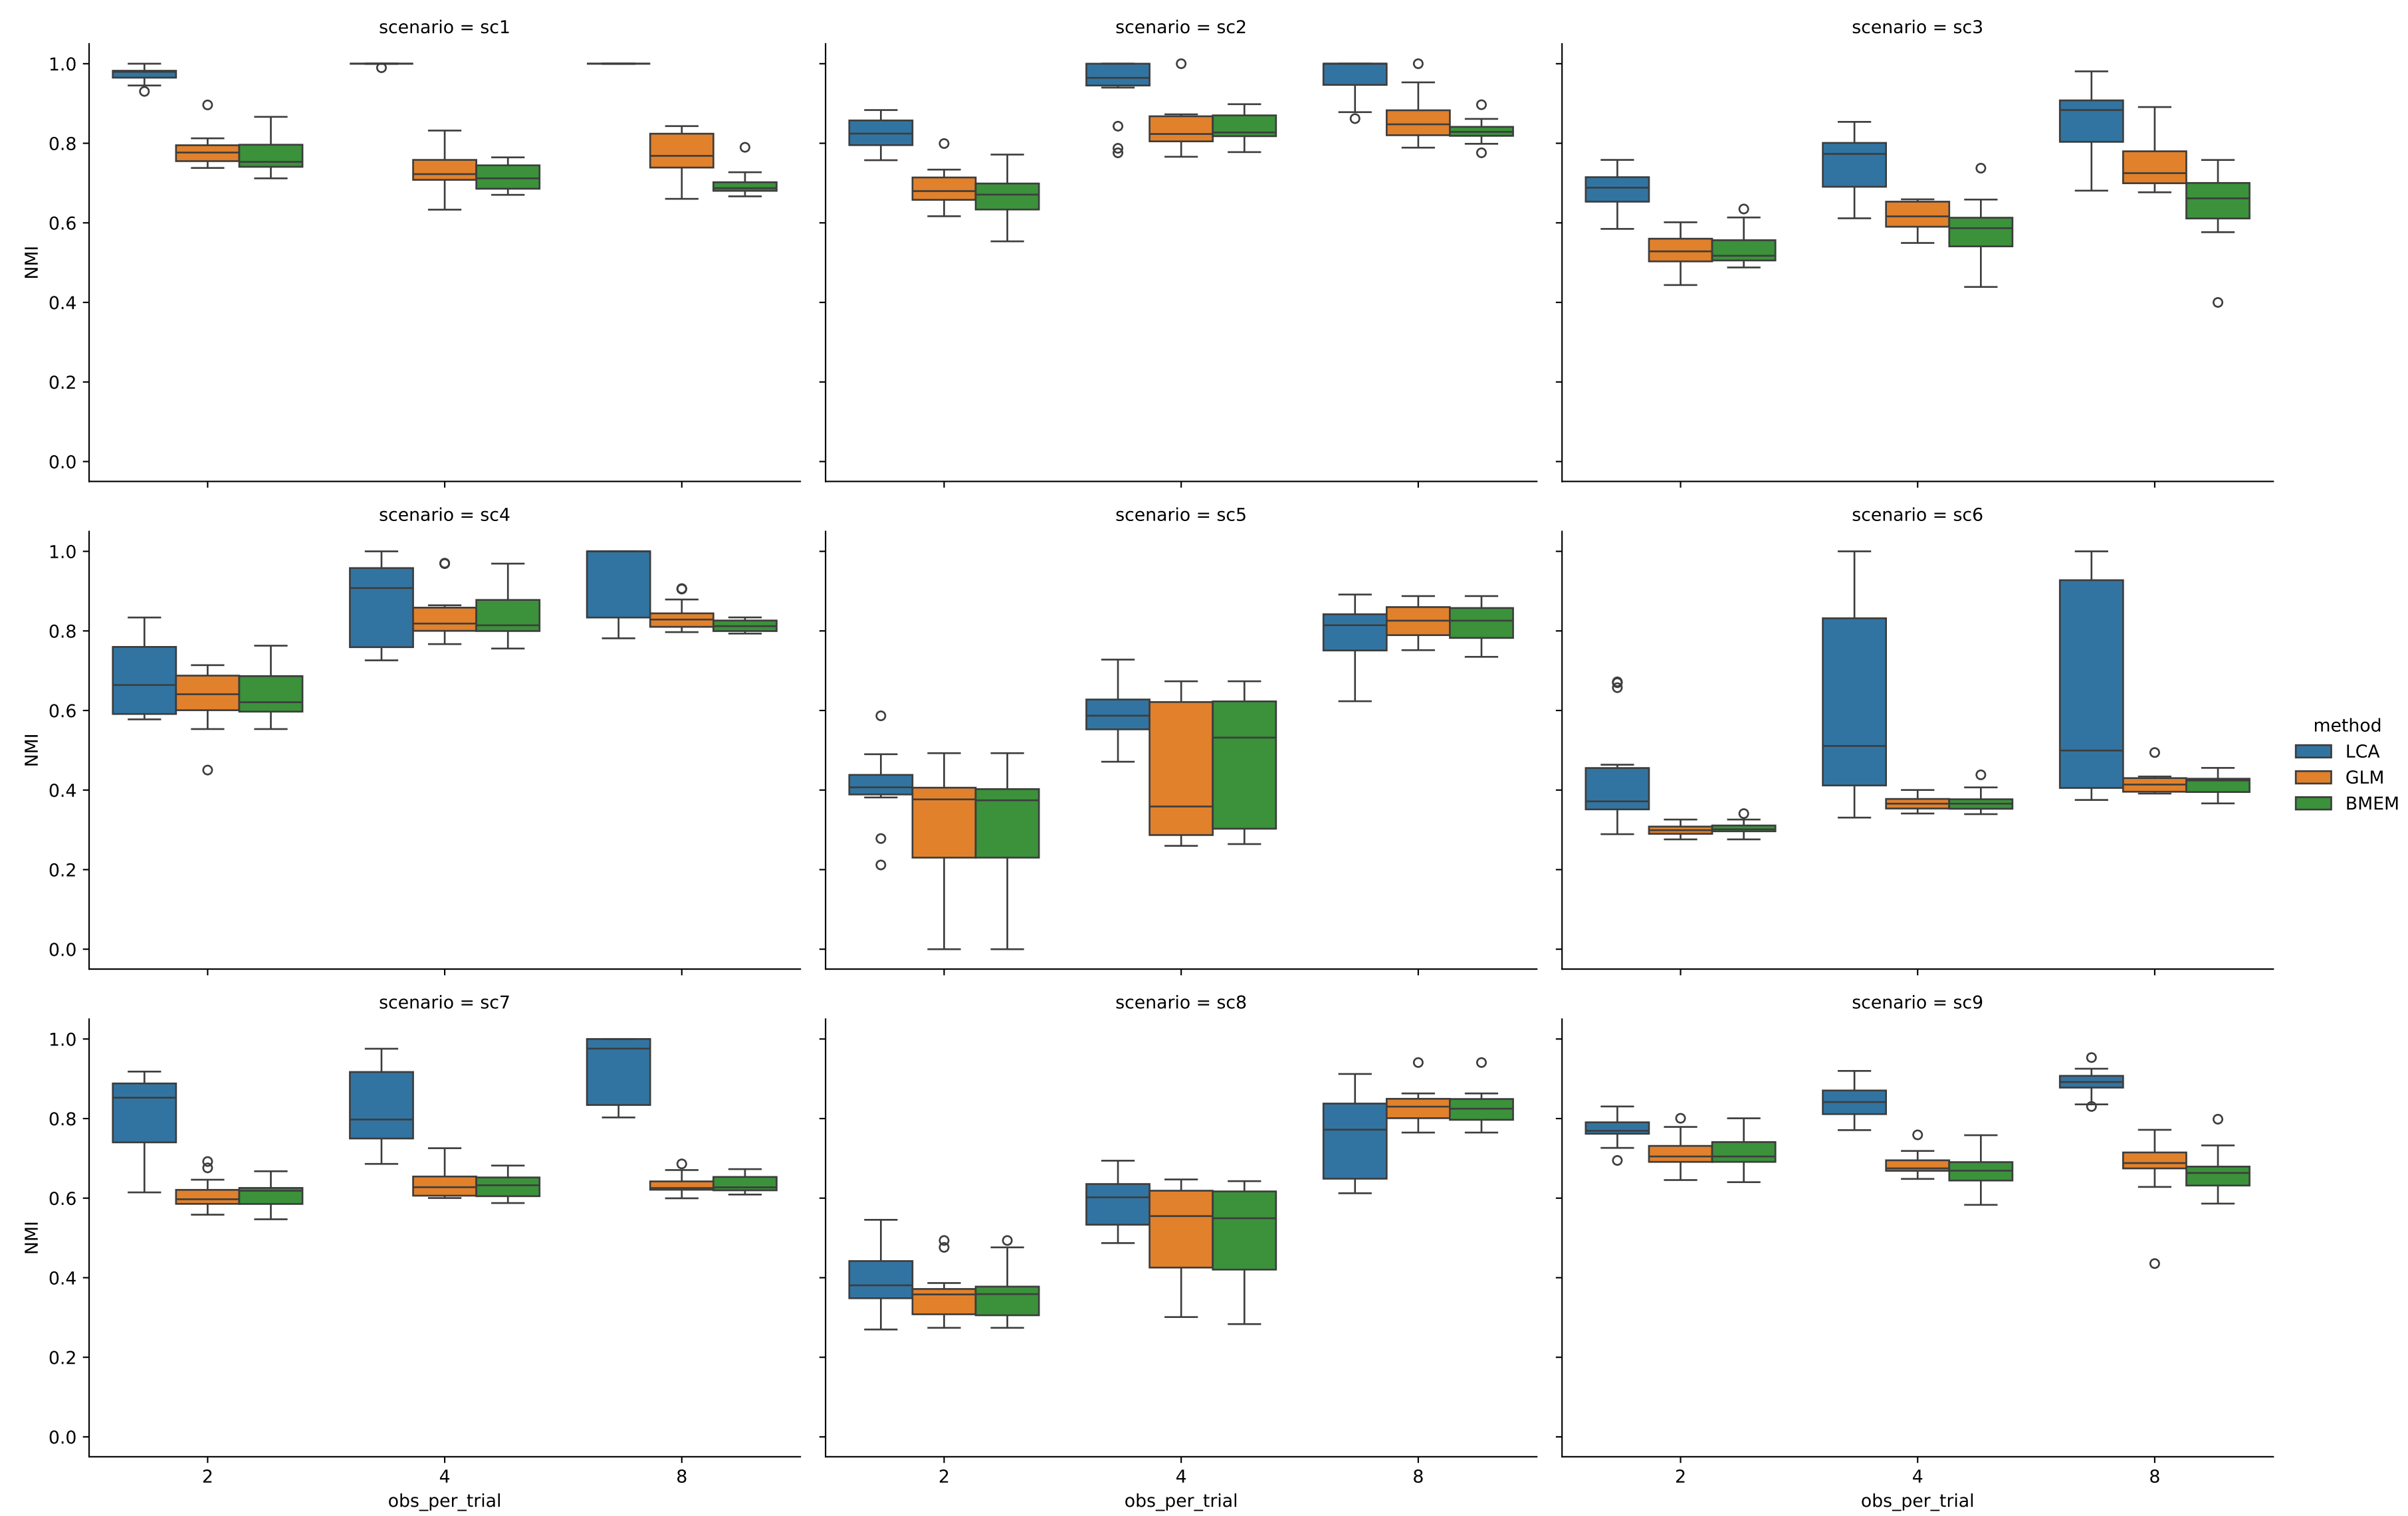 scenario = sc1
scenario = sc2
scenario = sc3
1.0
0.8
0.6
0.4
0.2
0.0
NMI
scenario = sc4
scenario = sc5
scenario = sc6
1.0
0.8
0.6
0.4
0.2
0.0
NMI
method
LCA
GLM
BMEM
scenario = sc7
scenario = sc8
scenario = sc9
1.0
0.8
0.6
0.4
0.2
0.0
NMI
2 4 8
2 4 8
2 4 8
obs_per_trial
obs_per_trial
obs_per_trial